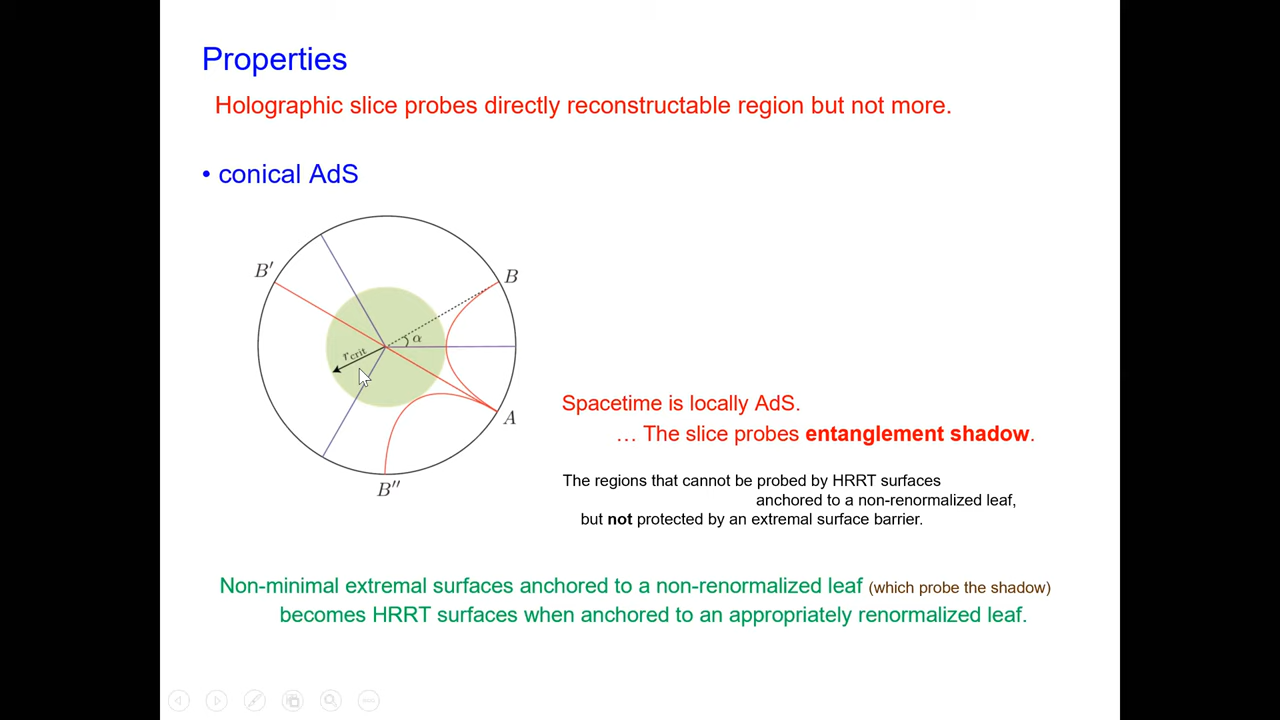 Properties
Holographic slice probes directly reconstructable region but not more.
• conical AdS
B′
B
α
r_crit
A
B′′
Spacetime is locally AdS.
… The slice probes entanglement shadow.
The regions that cannot be probed by HRRT surfaces
anchored to a non-renormalized leaf,
but not protected by an extremal surface barrier.
Non-minimal extremal surfaces anchored to a non-renormalized leaf (which probe the shadow)
becomes HRRT surfaces when anchored to an appropriately renormalized leaf.